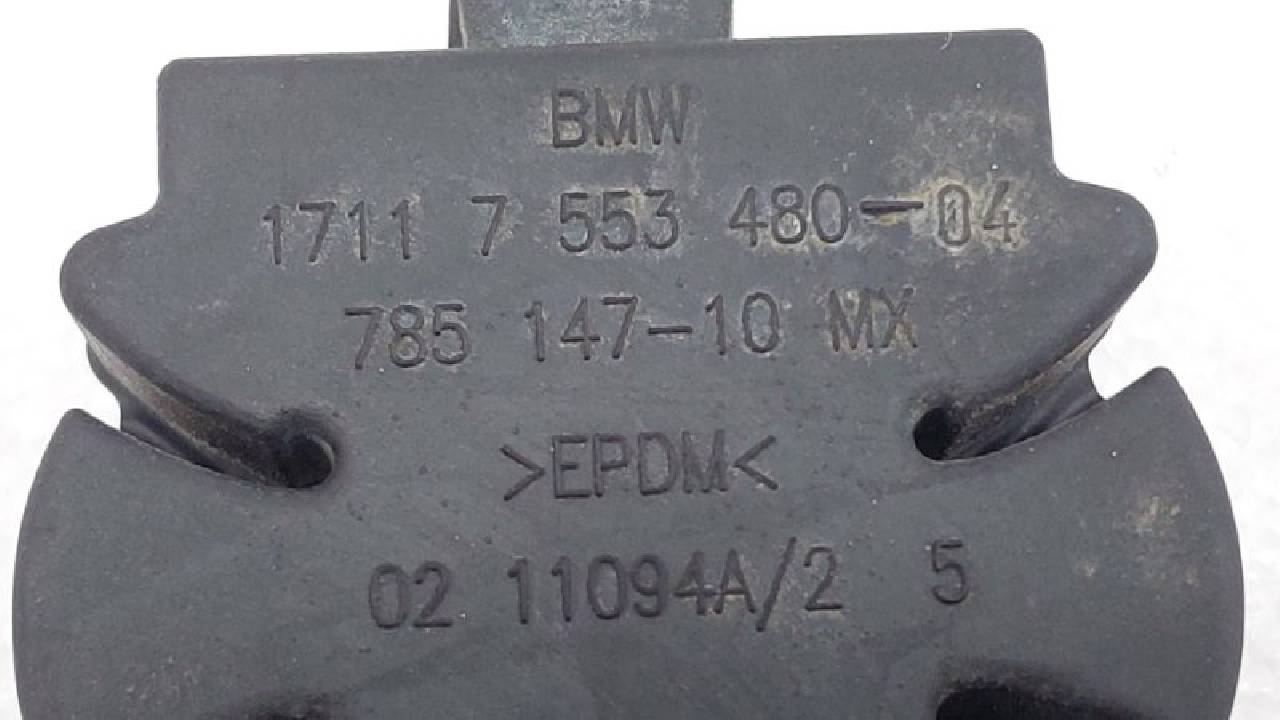 BMW
1711 7 553 480-04
785 147-10 MX
>EPDM<
02 11094A/2 5